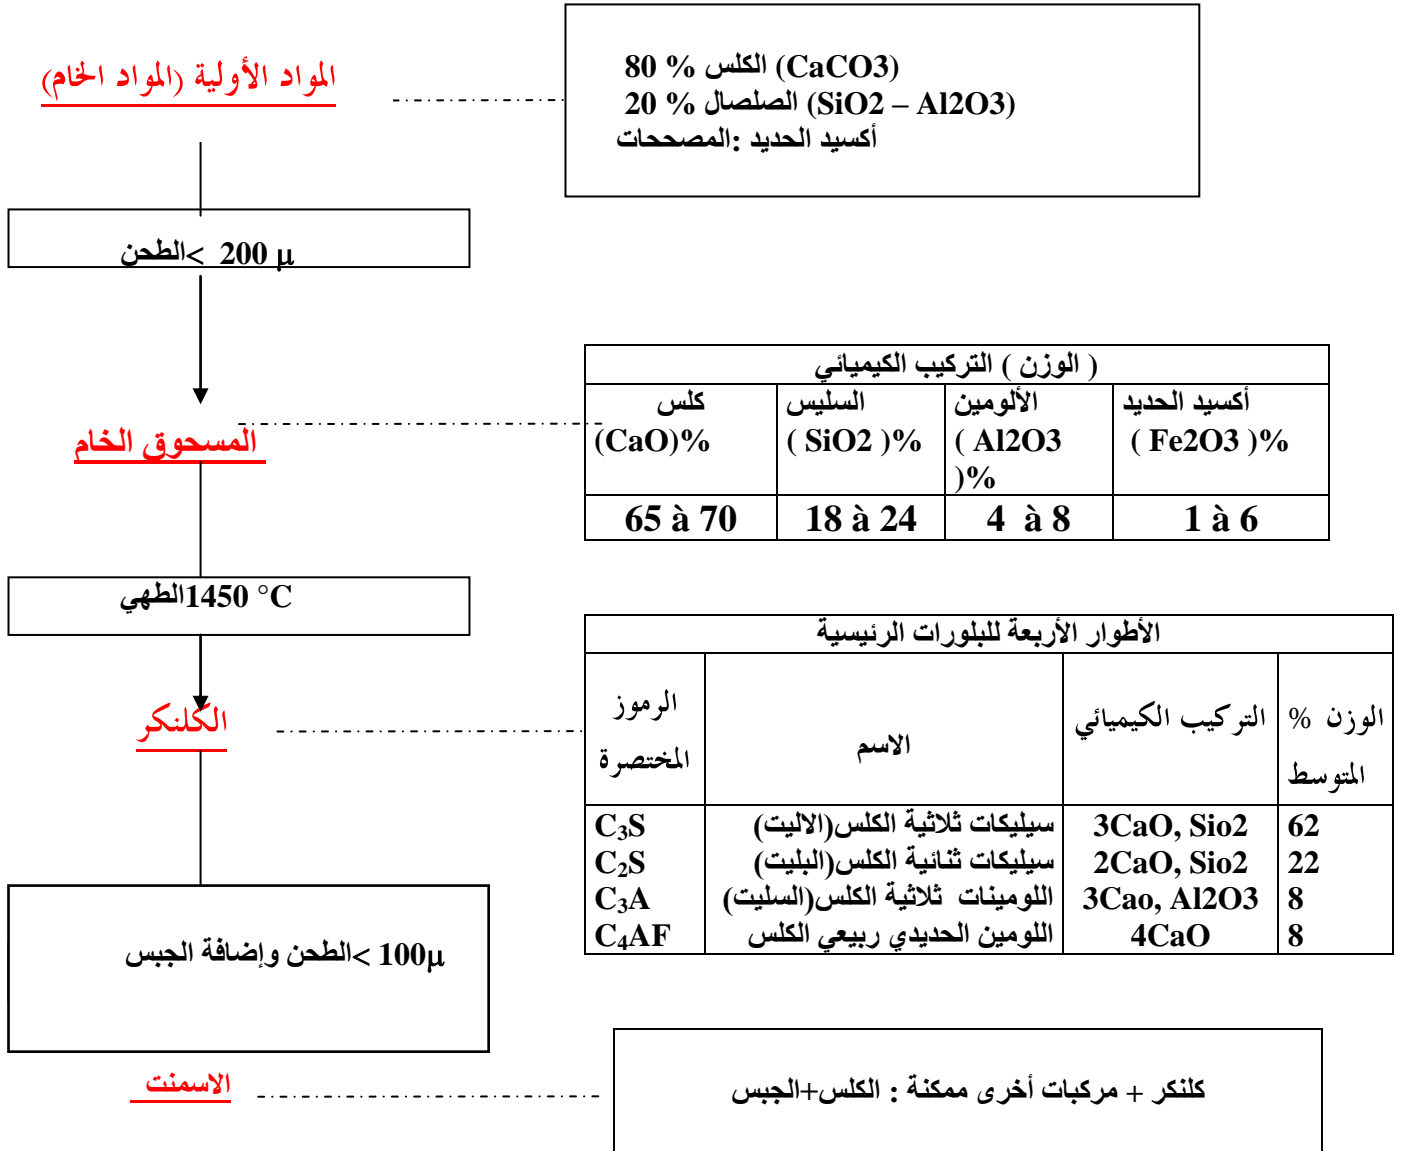 المواد الأولية (المواد الخام)
80 % الكلس (CaCO3)
20 % الصلصال (SiO2 – Al2O3)
أكسيد الحديد :المصححات
الطحن< 200 μ
( الوزن ) التركيب الكيميائي
كلس (CaO)%
السليس ( SiO2 )%
الألومين ( Al2O3 )%
أكسيد الحديد ( Fe2O3 )%
65 à 70
18 à 24
4 à 8
1 à 6
المسحوق الخام
1450 °C الطهي
الأطوار الأربعة للبلورات الرئيسية
الرموز المختصرة
الاسم
التركيب الكيميائي
الوزن % المتوسط
C3S سيليكات ثلاثية الكلس(الاليت) 3CaO, Sio2 62
C2S سيليكات ثنائية الكلس(البليت) 2CaO, Sio2 22
C3A اللومينات ثلاثية الكلس(السليت) 3Cao, Al2O3 8
C4AF اللومين الحديدي ربيعي الكلس 4CaO 8
الكلنكر
الطحن وإضافة الجبس< 100μ
الاسمنت
كلنكر + مركبات أخرى ممكنة : الكلس+الجبس